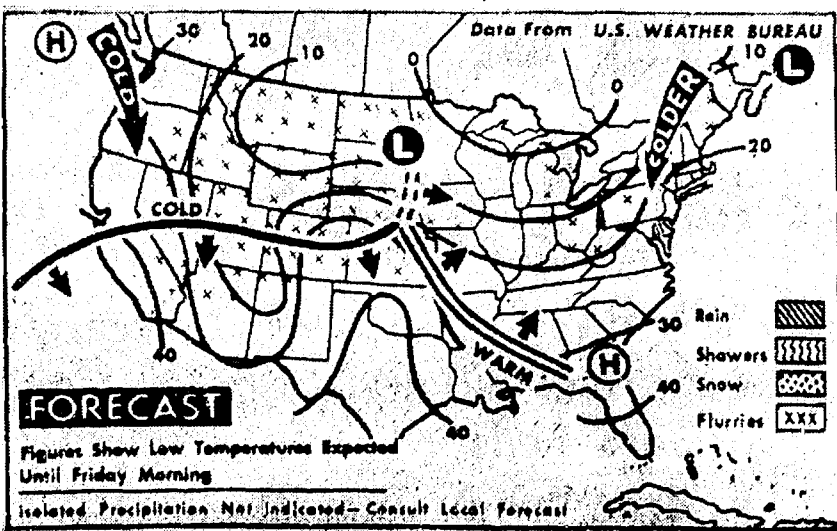 Data From U.S. WEATHER BUREAU
H
COLD
30
20
10
0
0
COLDER
10
L
20
L
COLD
40
WARM
H
30
40
40
Rain
Showers
Snow
Flurries XXX
FORECAST
Figures Show Low Temperatures Expected
Until Friday Morning
Isolated Precipitation Not Indicated—Consult Local Forecast